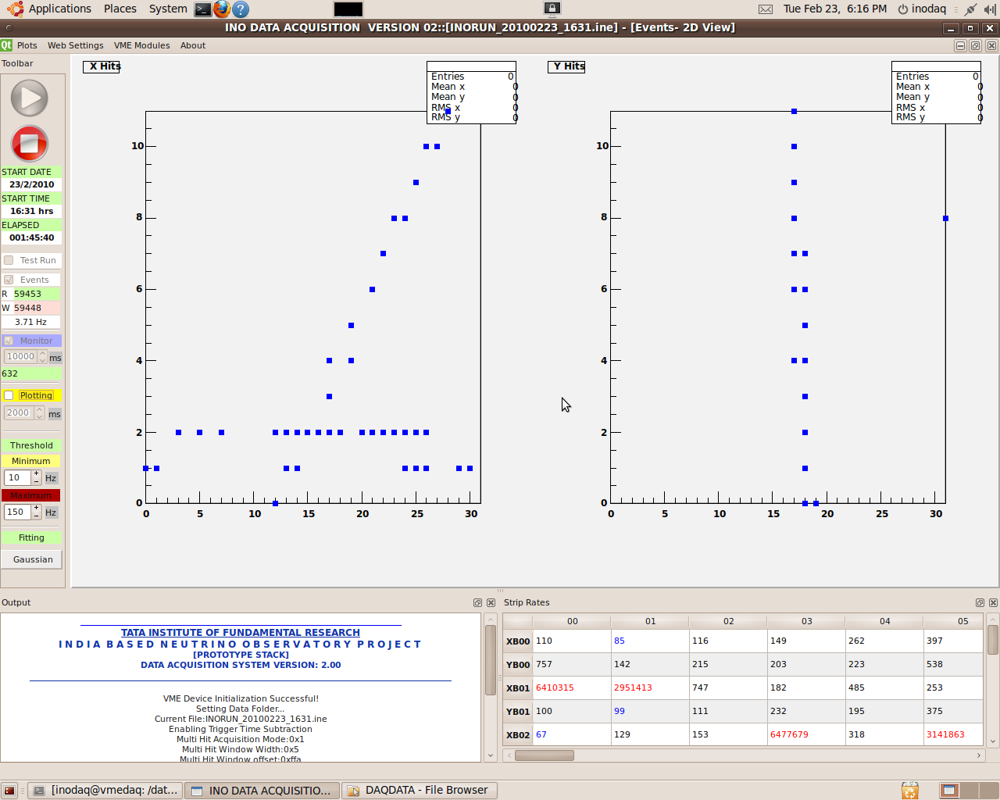 Applications Places System
Tue Feb 23, 6:16 PM inodaq
INO DATA ACQUISITION VERSION 02::[INORUN_20100223_1631.ine] - [Events- 2D View]
Qt Plots Web Settings VME Modules About
Toolbar
START DATE
23/2/2010
START TIME
16:31 hrs
ELAPSED
001:45:40
Test Run
Events
R 59453
W 59448
3.71 Hz
Monitor
10000 ms
632
Plotting
2000 ms
Threshold
Minimum
10 Hz
Maximum
150 Hz
Fitting
Gaussian
X Hits
Entries 0
Mean x 0
Mean y 0
RMS x 0
RMS y 0
10
8
6
4
2
0
0 5 10 15 20 25 30
Y Hits
Entries 0
Mean x 0
Mean y 0
RMS x 0
RMS y 0
10
8
6
4
2
0
0 5 10 15 20 25 30
Output
TATA INSTITUTE OF FUNDAMENTAL RESEARCH
INDIA BASED NEUTRINO OBSERVATORY PROJECT
[PROTOTYPE STACK]
DATA ACQUISITION SYSTEM VERSION: 2.00
VME Device Initialization Successful!
Setting Data Folder...
Current File:INORUN_20100223_1631.ine
Enabling Trigger Time Subtraction
Multi Hit Acquisition Mode:0x1
Multi Hit Window Width:0x5
Multi Hit Window offset:0xffa
Strip Rates
00 01 02 03 04 05
XB00 110 85 116 149 262 397
YB00 757 142 215 203 223 538
XB01 6410315 2951413 747 182 485 253
YB01 100 99 111 232 195 375
XB02 67 129 153 6477679 318 3141863
[inodaq@vmedaq: /dat... INO DATA ACQUISITIO... DAQDATA - File Browser